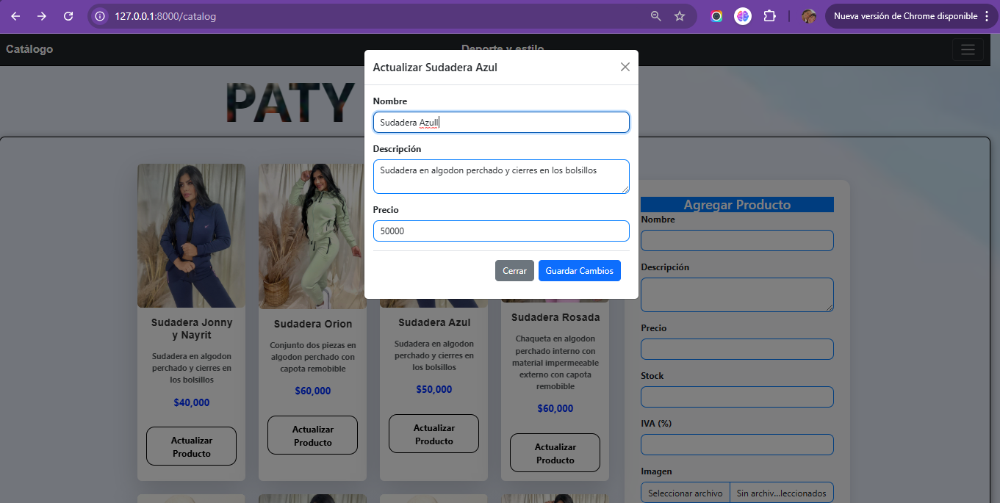 127.0.0.1:8000/catalog
Nueva versión de Chrome disponible
Catálogo
Deporte y estilo
PATY
Actualizar Sudadera Azul
Nombre
Sudadera Azull
Descripción
Sudadera en algodon perchado y cierres en los bolsillos
Precio
50000
Cerrar
Guardar Cambios
Sudadera Jonny
y Nayrit
Sudadera en algodon
perchado y cierres en
los bolsillos
$40,000
Actualizar
Producto
Sudadera Orion
Conjunto dos piezas en
algodon perchado con
capota remobible
$60,000
Actualizar
Producto
Sudadera Azul
Sudadera en algodon
perchado y cierres en
los bolsillos
$50,000
Actualizar
Producto
Sudadera Rosada
Chaqueta en algodon
perchado interno con
material impermeeable
externo con capota
remobible
$60,000
Actualizar
Producto
Agregar Producto
Nombre
Descripción
Precio
Stock
IVA (%)
Imagen
Seleccionar archivo
Sin archiv...leccionados